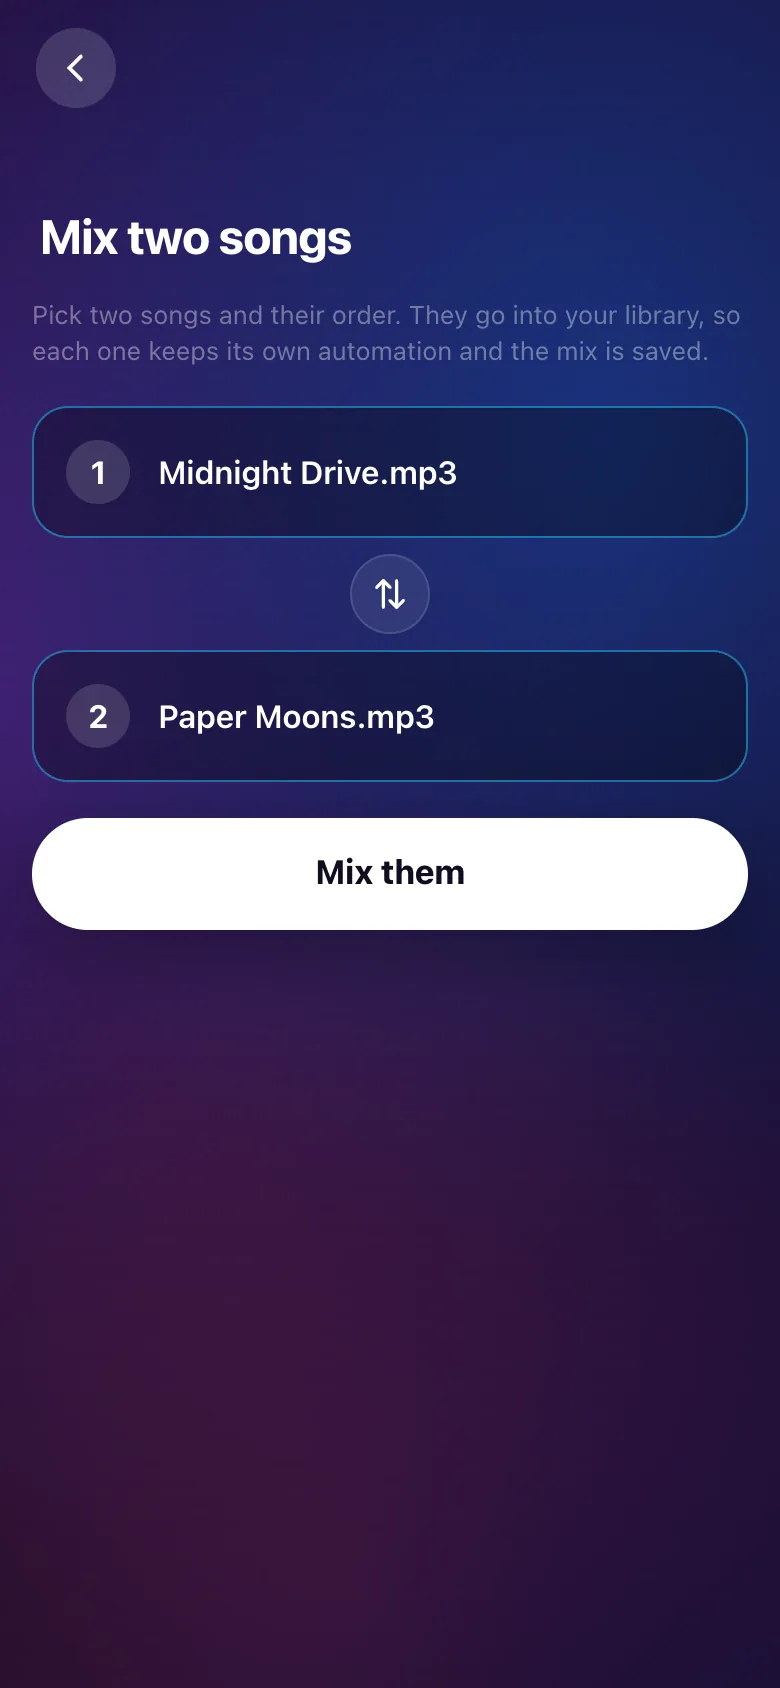 Mix two songs
Pick two songs and their order. They go into your library, so
each one keeps its own automation and the mix is saved.
1 Midnight Drive.mp3
2 Paper Moons.mp3
Mix them